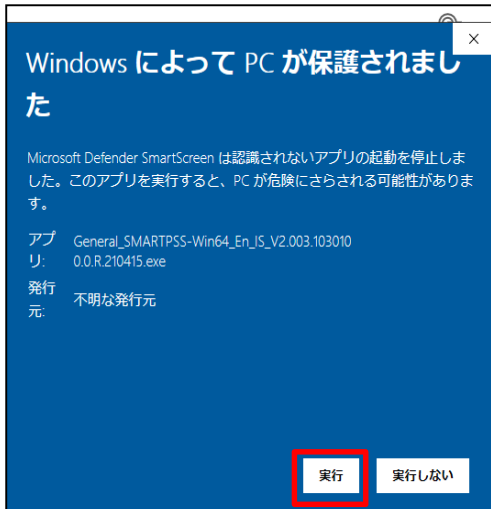 Windows によって PC が保護されまし
た
Microsoft Defender SmartScreen は認識されないアプリの起動を停止しま
した。このアプリを実行すると、PC が危険にさらされる可能性がありま
す。
アプ
リ:
General_SMARTPSS-Win64_En_IS_V2.003.103010
0.0.R.210415.exe
発行
元:
不明な発行元
実行
実行しない